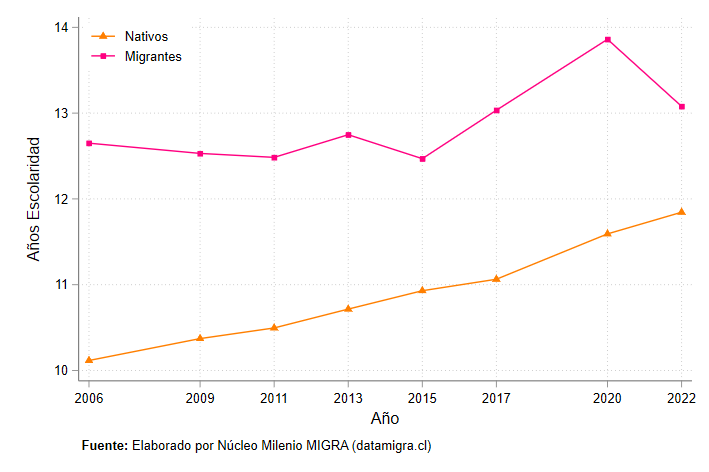 14
Nativos
Migrantes
13
12
11
10
Años Escolaridad
2006 2009 2011 2013 2015 2017 2020 2022
Año
Fuente: Elaborado por Núcleo Milenio MIGRA (datamigra.cl)